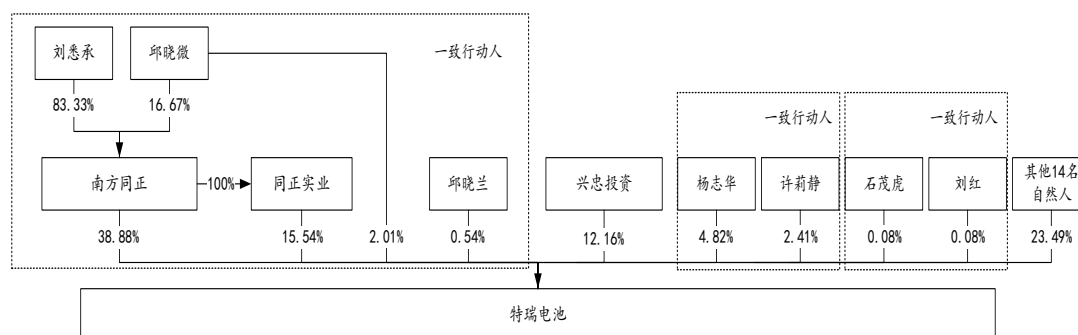 刘悉承
邱晓微
一致行动人
83.33%
16.67%
一致行动人
一致行动人
南方同正
100%
同正实业
邱晓兰
兴忠投资
杨志华
许莉静
石茂虎
刘红
其他14名
自然人
38.88%
15.54%
2.01%
0.54%
12.16%
4.82%
2.41%
0.08%
0.08%
23.49%
特瑞电池